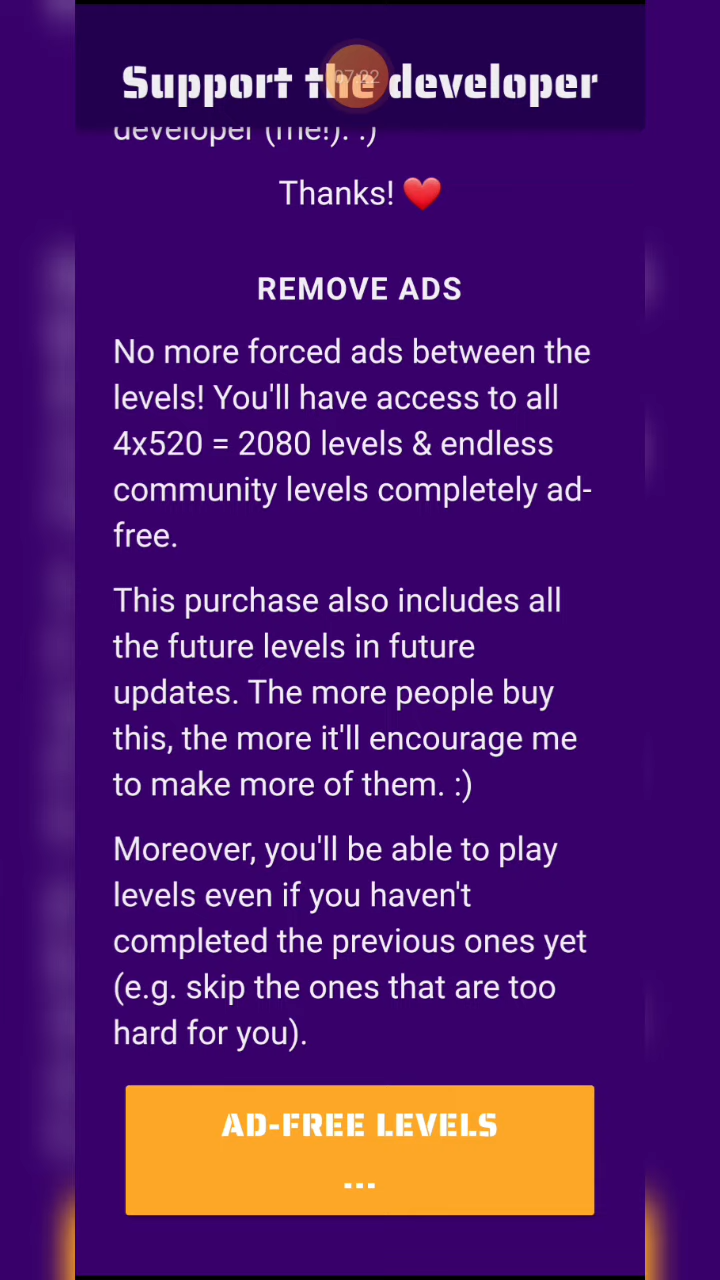 Support the developer
07:22
developer (me!). :)
Thanks! ❤️
REMOVE ADS
No more forced ads between the
levels! You'll have access to all
4x520 = 2080 levels & endless
community levels completely ad-
free.
This purchase also includes all
the future levels in future
updates. The more people buy
this, the more it'll encourage me
to make more of them. :)
Moreover, you'll be able to play
levels even if you haven't
completed the previous ones yet
(e.g. skip the ones that are too
hard for you).
AD-FREE LEVELS
...